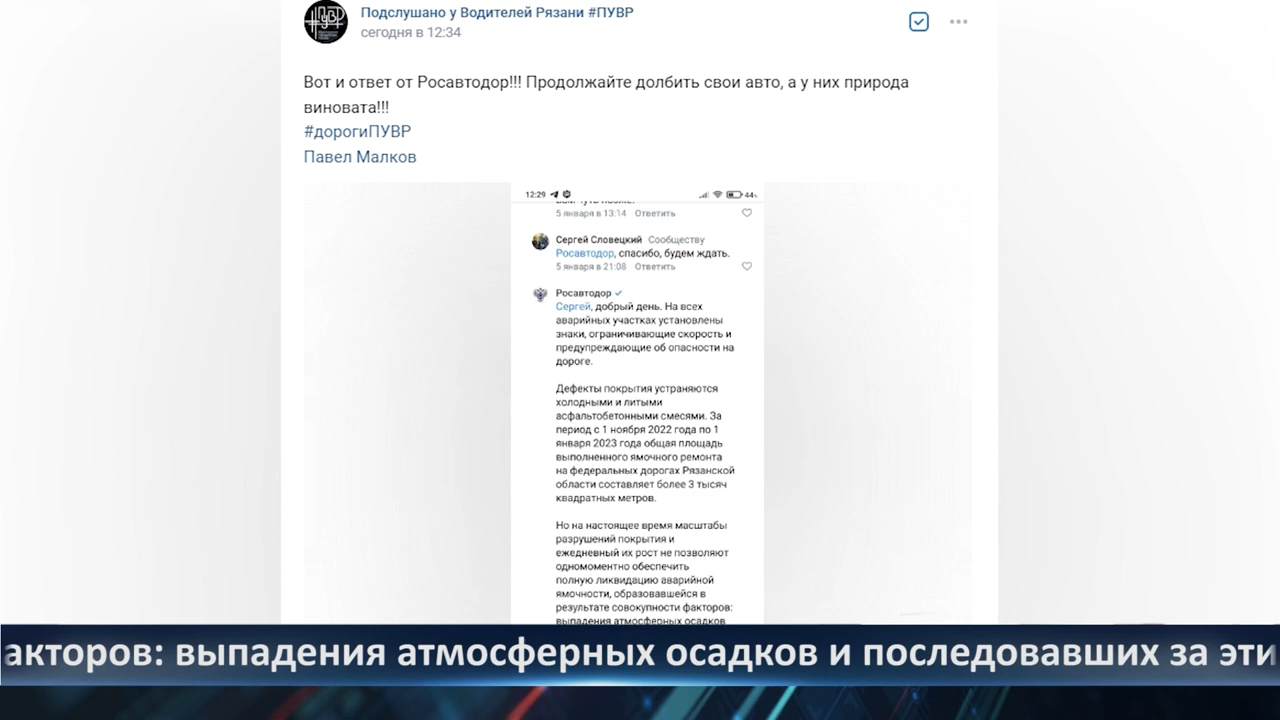 Подслушано у Водителей Рязани #ПУВР
сегодня в 12:34
Вот и ответ от Росавтодор!!! Продолжайте долбить свои авто, а у них природа
виновата!!!
#дорогиПУВР
Павел Малков
12:29
44%
5 января в 13:14 Ответить
Сергей Словецкий Сообществу
Росавтодор, спасибо, будем ждать.
5 января в 21:08 Ответить
Росавтодор
Сергей, добрый день. На всех
аварийных участках установлены
знаки, ограничивающие скорость и
предупреждающие об опасности на
дороге.
Дефекты покрытия устраняются
холодными и литыми
асфальтобетонными смесями. За
период с 1 ноября 2022 года по 1
января 2023 года общая площадь
выполненного ямочного ремонта
на федеральных дорогах Рязанской
области составляет более 3 тысяч
квадратных метров.
Но на настоящее время масштабы
разрушений покрытия и
ежедневный их рост не позволяют
одномоментно обеспечить
полную ликвидацию аварийной
ямочности, образовавшейся в
результате совокупности факторов:
выпадения атмосферных осадков
акторов: выпадения атмосферных осадков и последовавших за эти